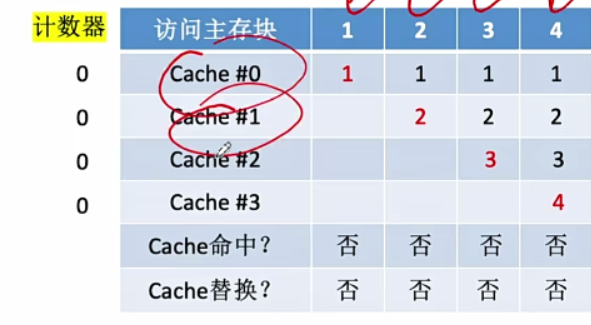 计数器 访问主存块 1 2 3 4
0 Cache #0 1 1 1 1
0 Cache #1 2 2 2
0 Cache #2 3 3
0 Cache #3 4
Cache命中？ 否 否 否 否
Cache替换？ 否 否 否 否